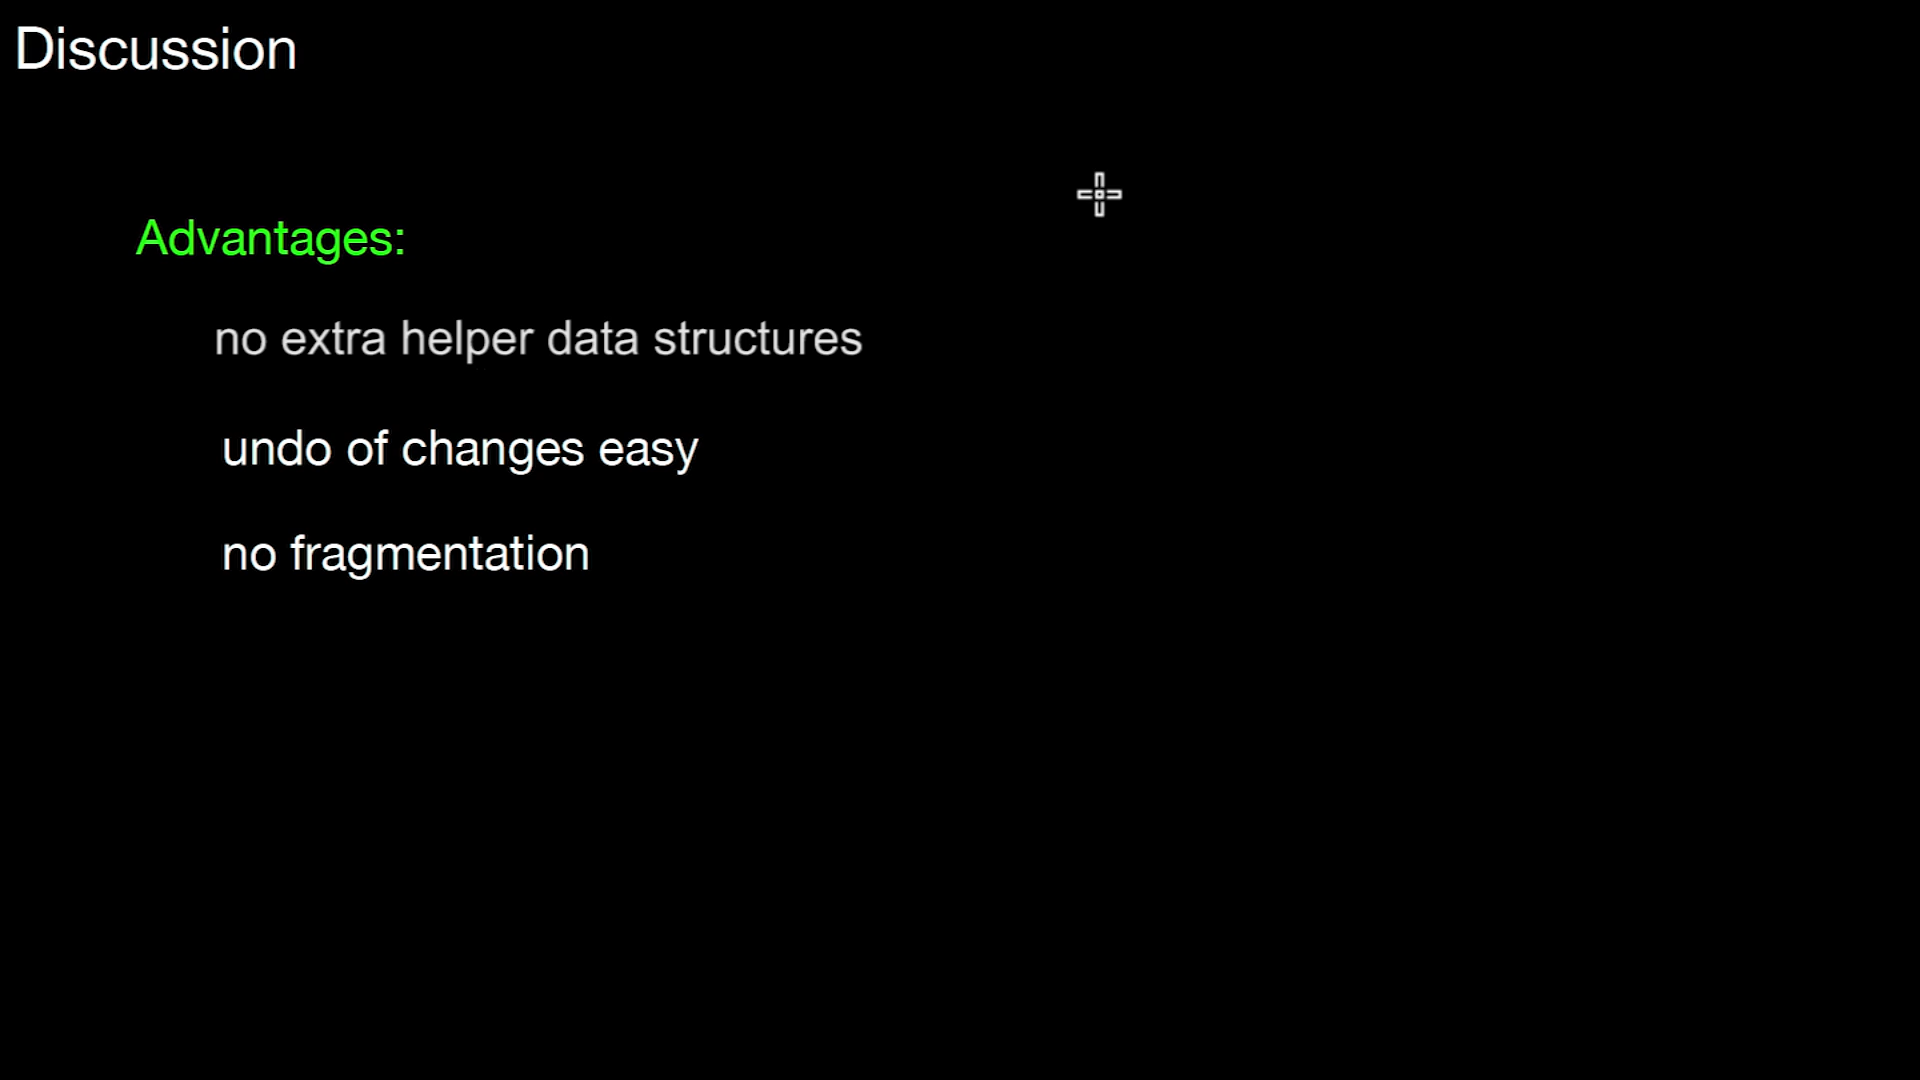 Discussion
Advantages:
no extra helper data structures
undo of changes easy
no fragmentation